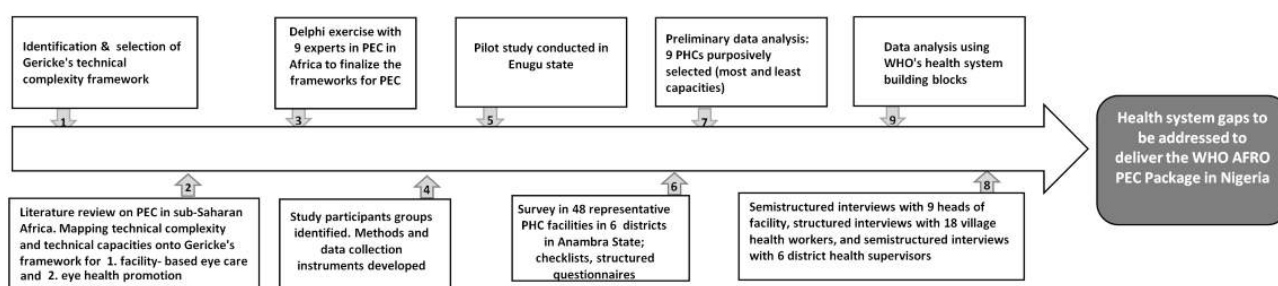 Identification & selection of
Gericke's technical
complexity framework
1
Delphi exercise with
9 experts in PEC in
Africa to finalize the
frameworks for PEC
3
Pilot study conducted in
Enugu state
5
Preliminary data analysis:
9 PHCs purposively
selected (most and least
capacities)
7
Data analysis using
WHO's health system
building blocks
9
Health system gaps to
be addressed to
deliver the WHO AFRO
PEC Package in Nigeria
2
Literature review on PEC in sub-Saharan
Africa. Mapping technical complexity
and technical capacities onto Gericke's
framework for 1. facility- based eye care
and 2. eye health promotion
4
Study participants groups
identified. Methods and
data collection
instruments developed
6
Survey in 48 representative
PHC facilities in 6 districts
in Anambra State;
checklists, structured
questionnaires
8
Semistructured interviews with 9 heads of
facility, structured interviews with 18 village
health workers, and semistructured interviews
with 6 district health supervisors